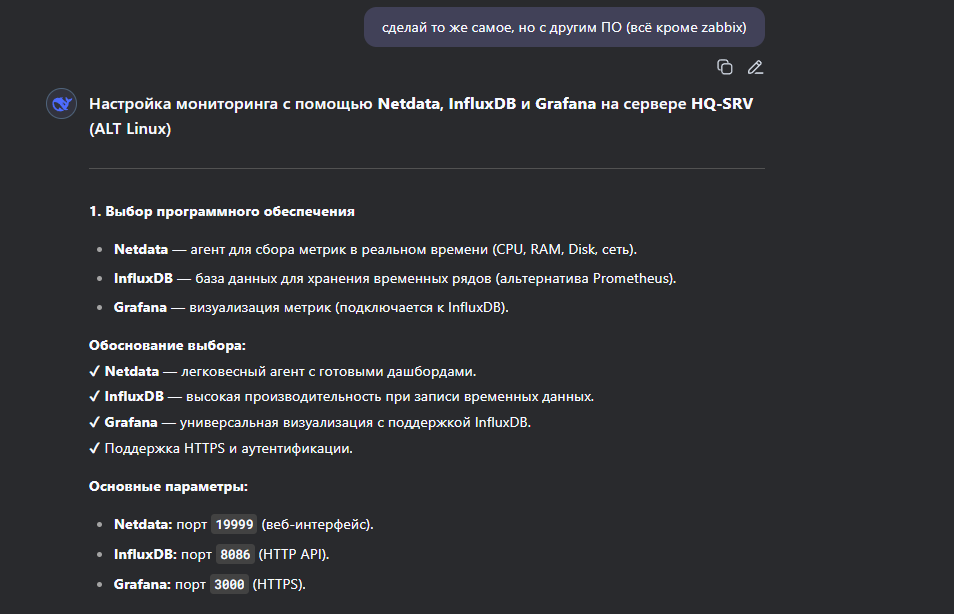 сделай то же самое, но с другим ПО (всё кроме zabbix)
Настройка мониторинга с помощью Netdata, InfluxDB и Grafana на сервере HQ-SRV
(ALT Linux)
1. Выбор программного обеспечения
• Netdata — агент для сбора метрик в реальном времени (CPU, RAM, Disk, сеть).
• InfluxDB — база данных для хранения временных рядов (альтернатива Prometheus).
• Grafana — визуализация метрик (подключается к InfluxDB).
Обоснование выбора:
✓ Netdata — легковесный агент с готовыми дашбордами.
✓ InfluxDB — высокая производительность при записи временных данных.
✓ Grafana — универсальная визуализация с поддержкой InfluxDB.
✓ Поддержка HTTPS и аутентификации.
Основные параметры:
• Netdata: порт 19999 (веб-интерфейс).
• InfluxDB: порт 8086 (HTTP API).
• Grafana: порт 3000 (HTTPS).